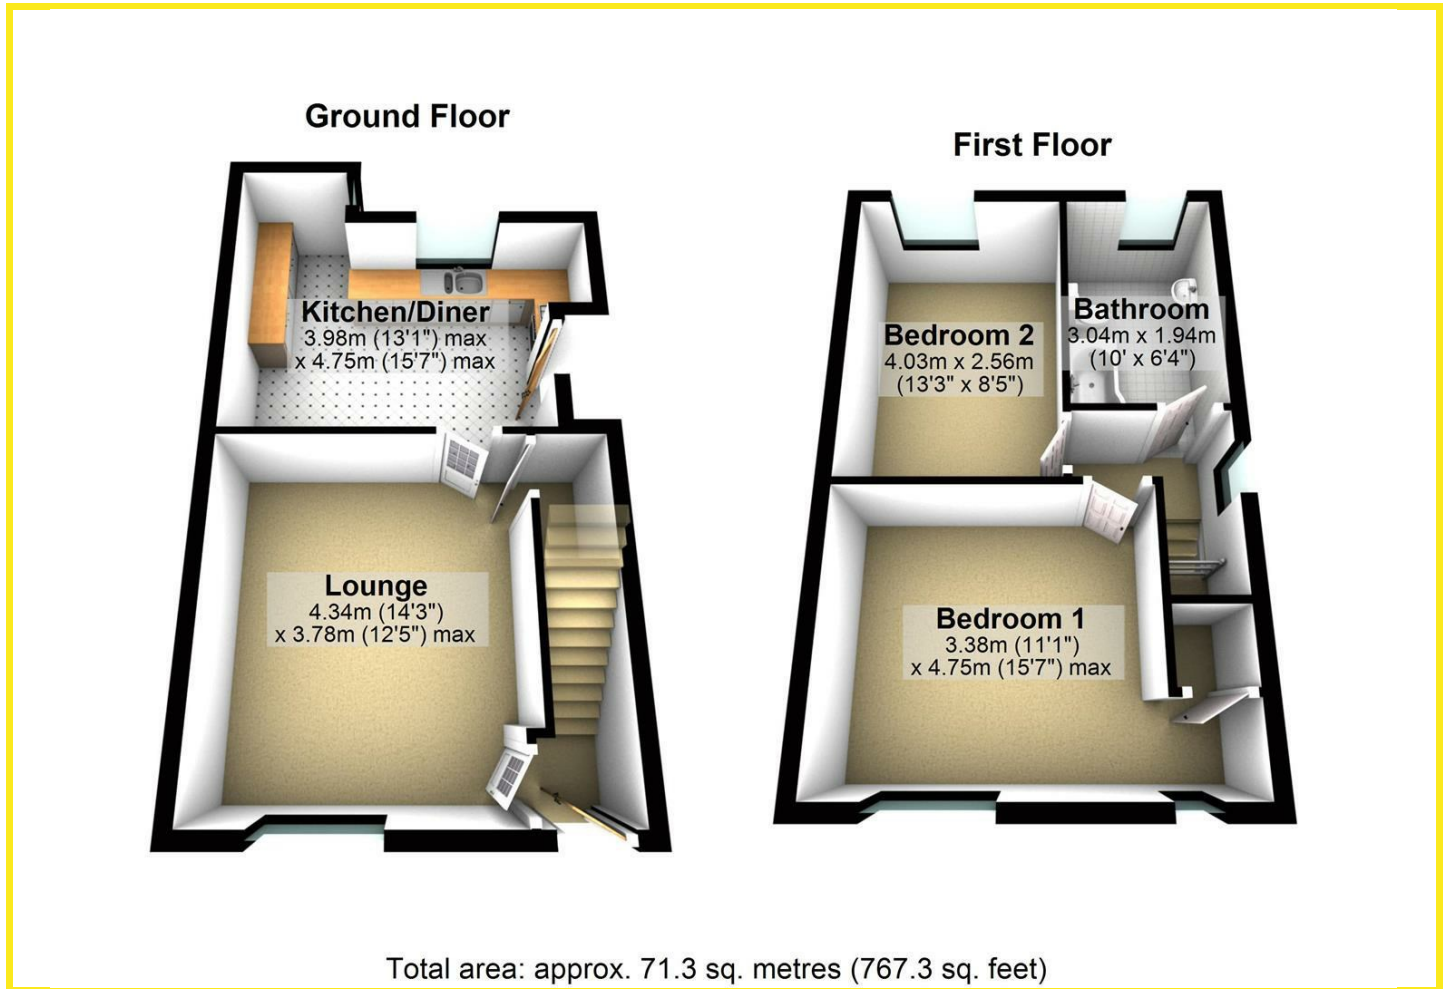 Ground Floor
First Floor
Kitchen/Diner
3.98m (13'1") max
x 4.75m (15'7") max
Bedroom 2
4.03m x 2.56m
(13'3" x 8'5")
Bathroom
3.04m x 1.94m
(10' x 6'4")
Lounge
4.34m (14'3")
x 3.78m (12'5") max
Bedroom 1
3.38m (11'1")
x 4.75m (15'7") max
Total area: approx. 71.3 sq. metres (767.3 sq. feet)